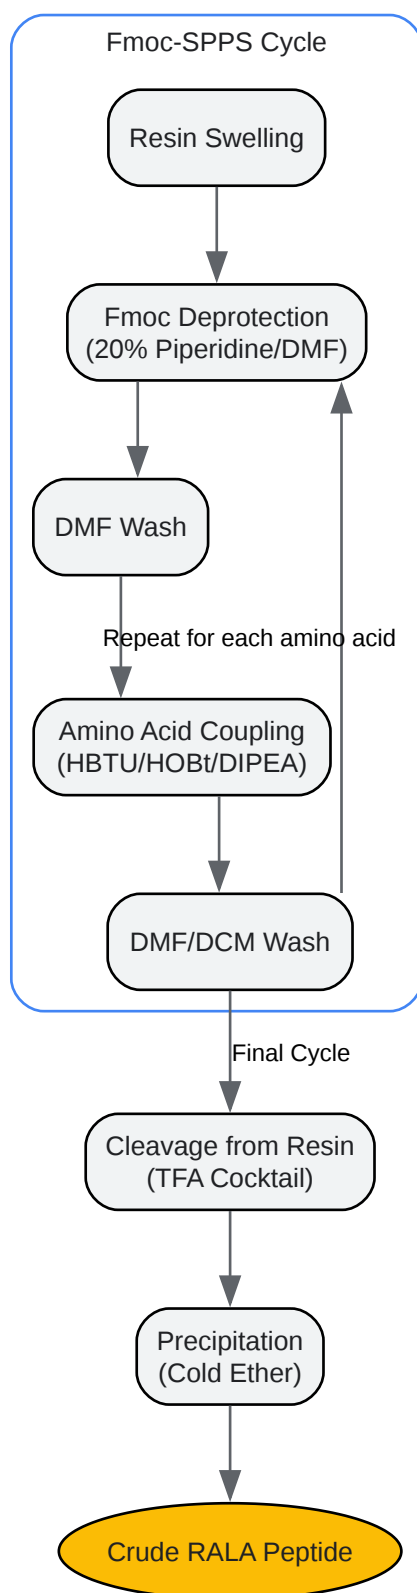 Fmoc-SPPS Cycle
Resin Swelling
Fmoc Deprotection
(20% Piperidine/DMF)
DMF Wash
Repeat for each amino acid
Amino Acid Coupling
(HBTU/HOBt/DIPEA)
DMF/DCM Wash
Final Cycle
Cleavage from Resin
(TFA Cocktail)
Precipitation
(Cold Ether)
Crude RALA Peptide